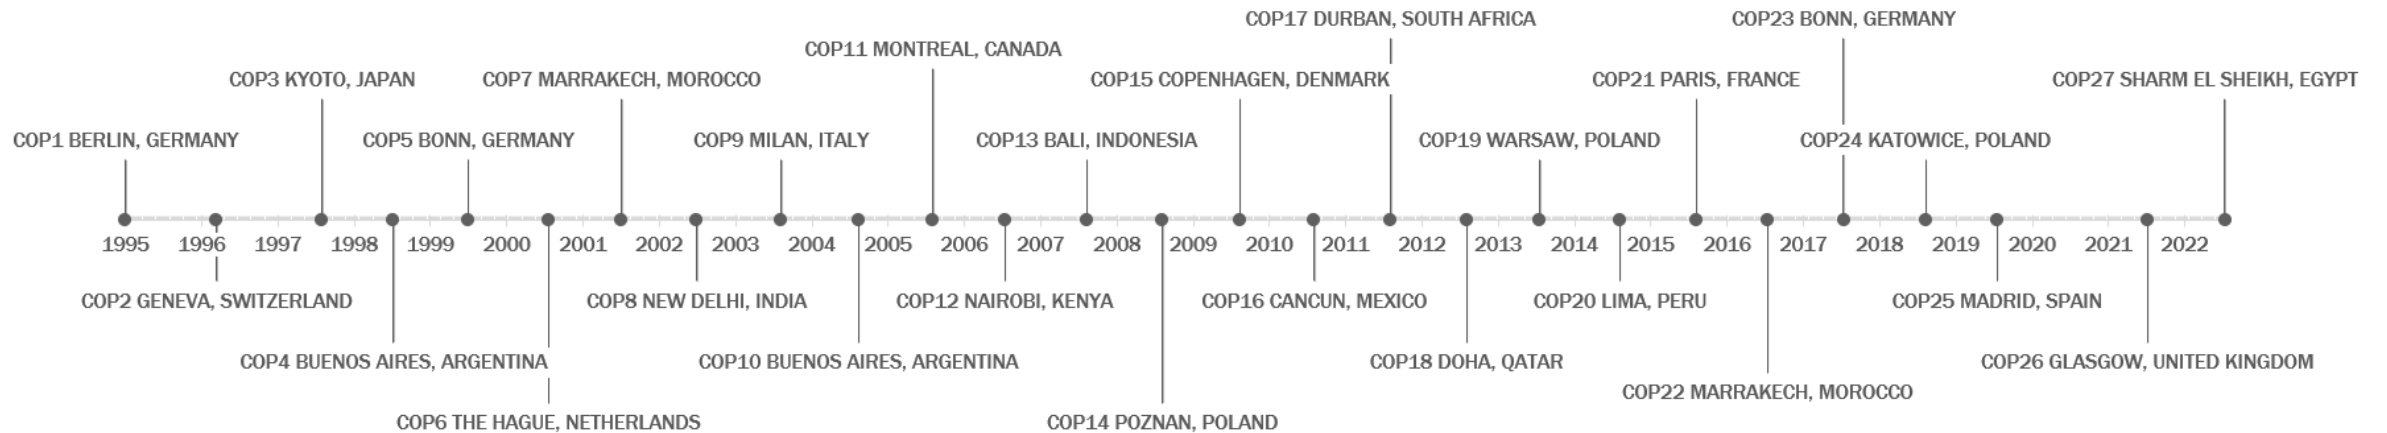 COP17 DURBAN, SOUTH AFRICA
COP23 BONN, GERMANY
COP11 MONTREAL, CANADA
COP3 KYOTO, JAPAN
COP7 MARRAKECH, MOROCCO
COP15 COPENHAGEN, DENMARK
COP21 PARIS, FRANCE
COP27 SHARM EL SHEIKH, EGYPT
COP1 BERLIN, GERMANY
COP5 BONN, GERMANY
COP9 MILAN, ITALY
COP13 BALI, INDONESIA
COP19 WARSAW, POLAND
COP24 KATOWICE, POLAND
1995 1996 1997 1998 1999 2000 2001 2002 2003 2004 2005 2006 2007 2008 2009 2010 2011 2012 2013 2014 2015 2016 2017 2018 2019 2020 2021 2022
COP2 GENEVA, SWITZERLAND
COP8 NEW DELHI, INDIA
COP12 NAIROBI, KENYA
COP16 CANCUN, MEXICO
COP20 LIMA, PERU
COP25 MADRID, SPAIN
COP4 BUENOS AIRES, ARGENTINA
COP10 BUENOS AIRES, ARGENTINA
COP18 DOHA, QATAR
COP26 GLASGOW, UNITED KINGDOM
COP22 MARRAKECH, MOROCCO
COP6 THE HAGUE, NETHERLANDS
COP14 POZNAN, POLAND